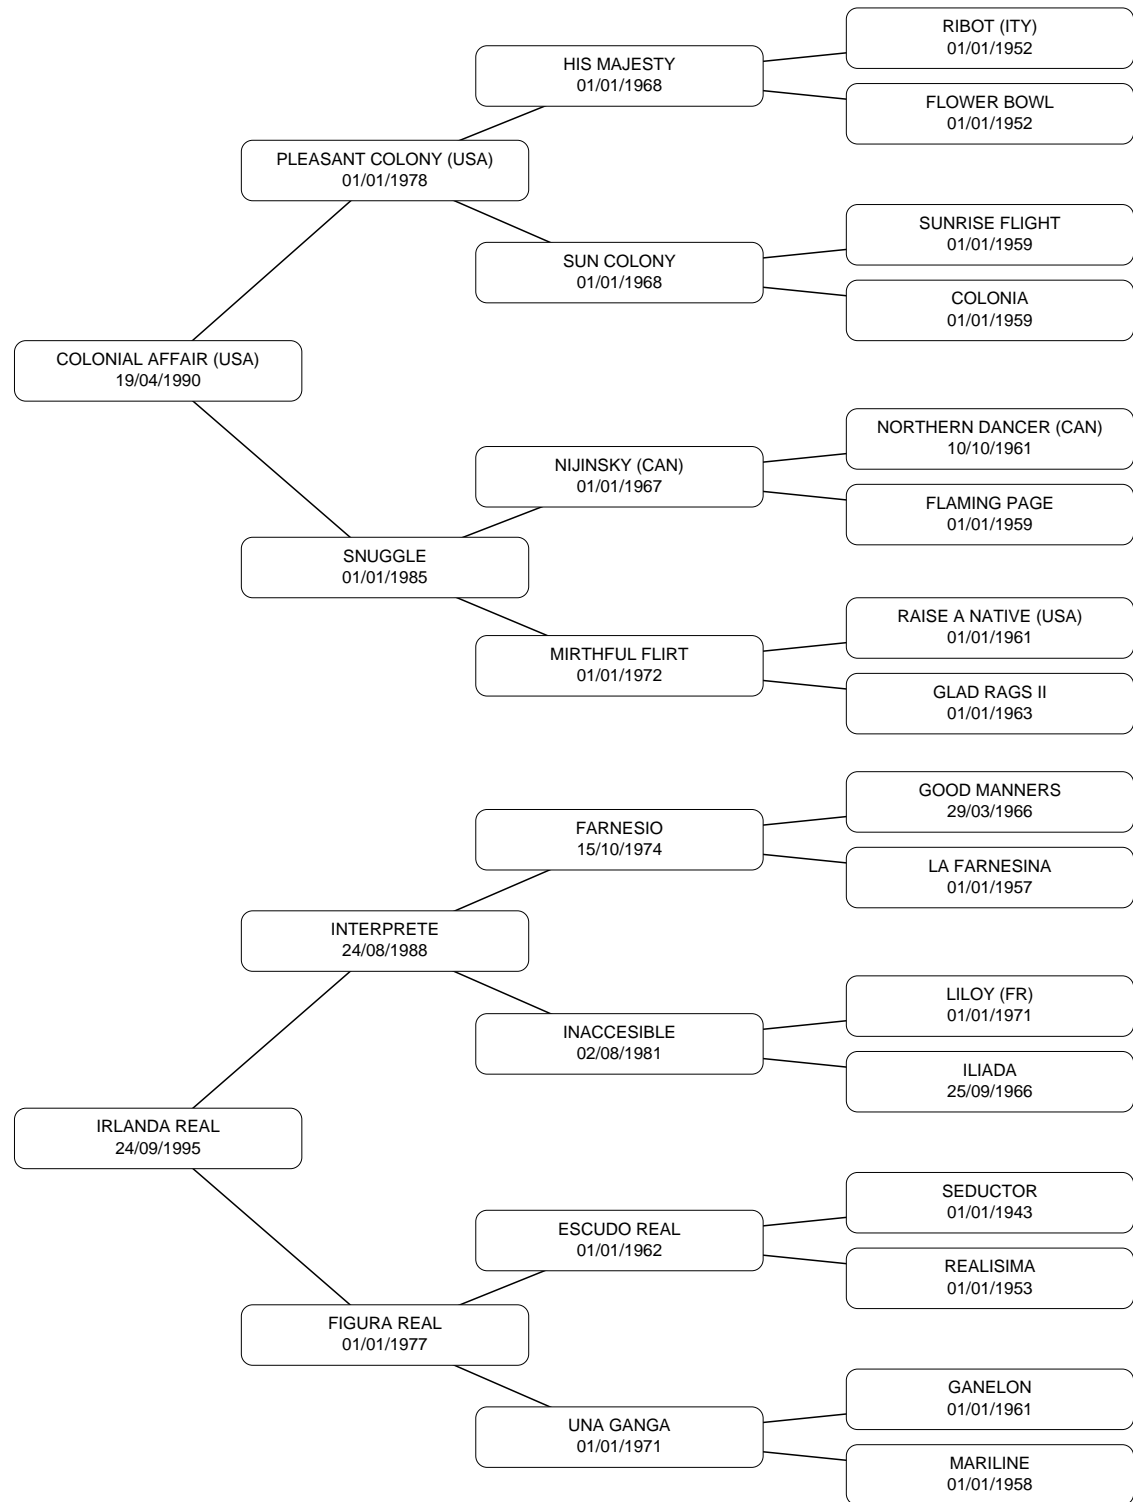 RIBOT (ITY)
01/01/1952
HIS MAJESTY
01/01/1968
FLOWER BOWL
01/01/1952
PLEASANT COLONY (USA)
01/01/1978
SUNRISE FLIGHT
01/01/1959
SUN COLONY
01/01/1968
COLONIA
01/01/1959
COLONIAL AFFAIR (USA)
19/04/1990
NORTHERN DANCER (CAN)
10/10/1961
NIJINSKY (CAN)
01/01/1967
FLAMING PAGE
01/01/1959
SNUGGLE
01/01/1985
RAISE A NATIVE (USA)
01/01/1961
MIRTHFUL FLIRT
01/01/1972
GLAD RAGS II
01/01/1963
GOOD MANNERS
29/03/1966
FARNESIO
15/10/1974
LA FARNESINA
01/01/1957
INTERPRETE
24/08/1988
LILOY (FR)
01/01/1971
INACCESIBLE
02/08/1981
ILIADA
25/09/1966
IRLANDA REAL
24/09/1995
SEDUCTOR
01/01/1943
ESCUDO REAL
01/01/1962
REALISIMA
01/01/1953
FIGURA REAL
01/01/1977
GANELON
01/01/1961
UNA GANGA
01/01/1971
MARILINE
01/01/1958